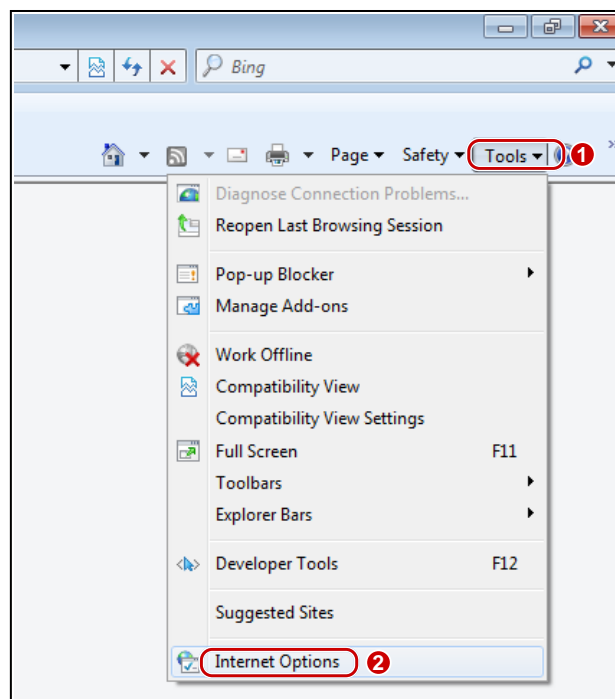 Bing
Page Safety Tools 1
Diagnose Connection Problems...
Reopen Last Browsing Session
Pop-up Blocker
Manage Add-ons
Work Offline
Compatibility View
Compatibility View Settings
Full Screen F11
Toolbars
Explorer Bars
Developer Tools F12
Suggested Sites
Internet Options 2